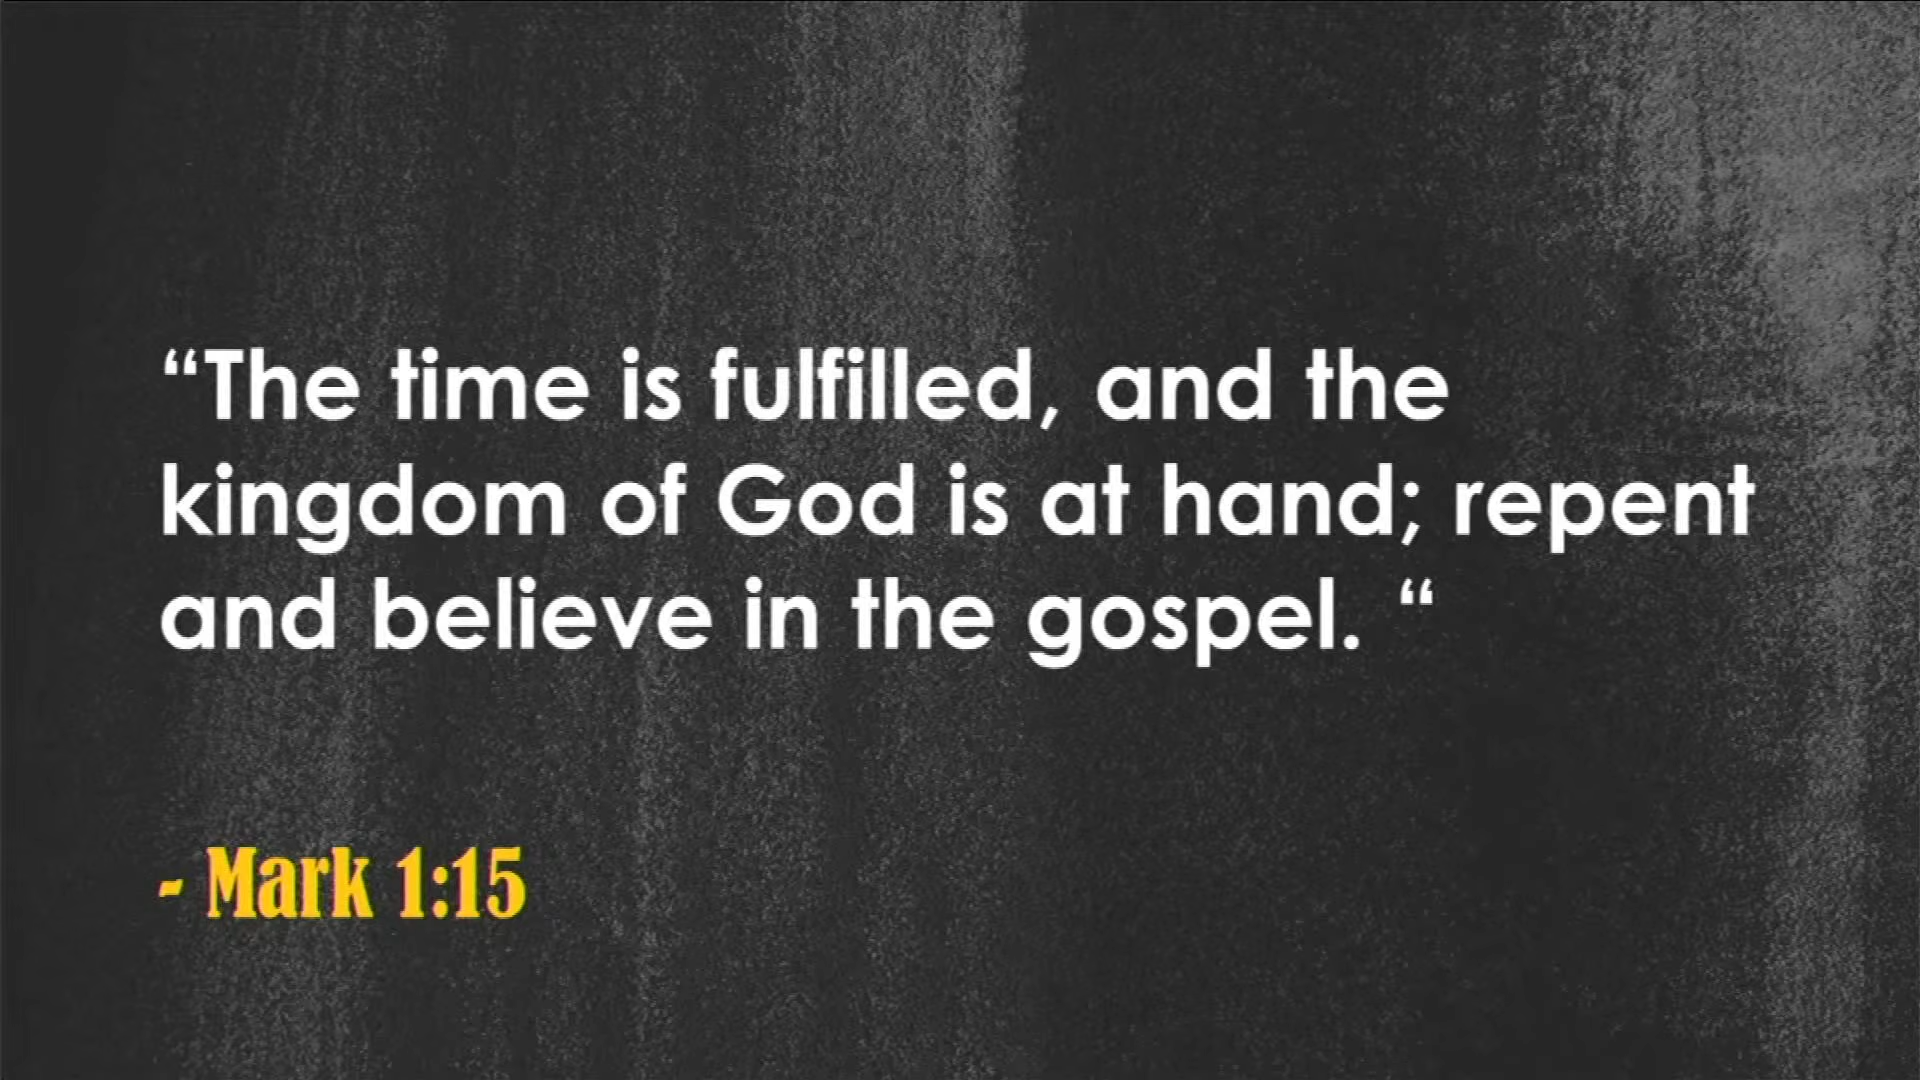 “The time is fulfilled, and the
kingdom of God is at hand; repent
and believe in the gospel. “
- Mark 1:15